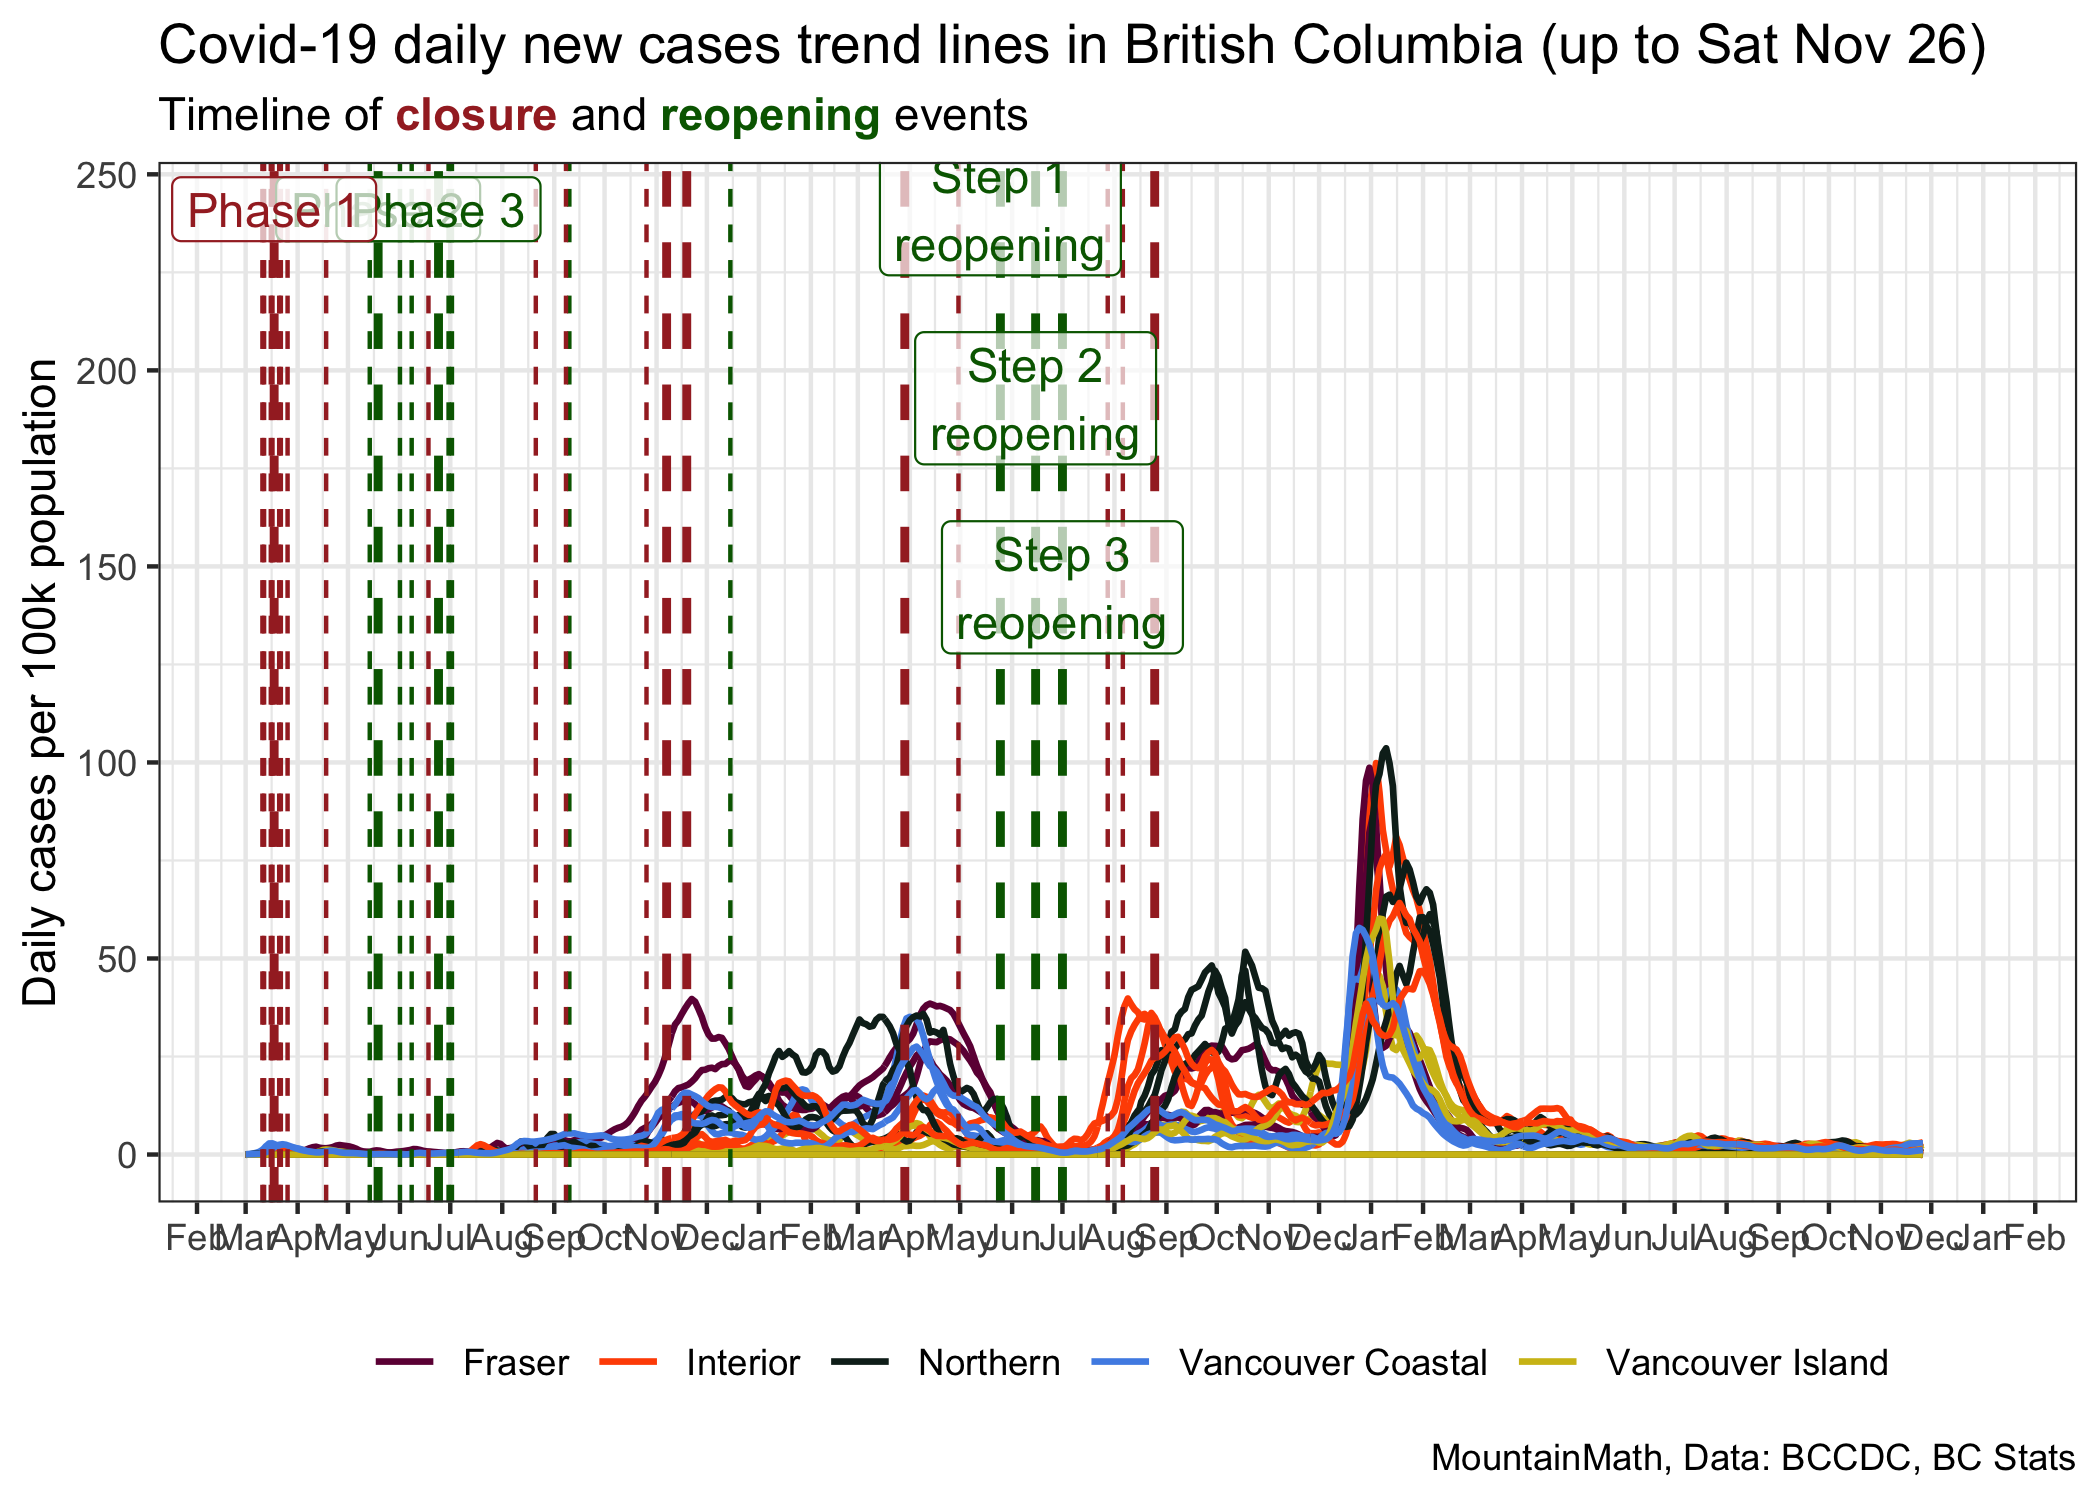 Covid-19 daily new cases trend lines in British Columbia (up to Sat Nov 26)
Timeline of closure and reopening events
Daily cases per 100k population
250
200
150
100
50
0
Phase 1
Phase 2
Phase 3
Step 1
reopening
Step 2
reopening
Step 3
reopening
Feb Mar Apr May Jun Jul Aug Sep Oct Nov Dec Jan Feb Mar Apr May Jun Jul Aug Sep Oct Nov Dec Jan Feb Mar Apr May Jun Jul Aug Sep Oct Nov Dec Jan Feb
Fraser Interior Northern Vancouver Coastal Vancouver Island
MountainMath, Data: BCCDC, BC Stats